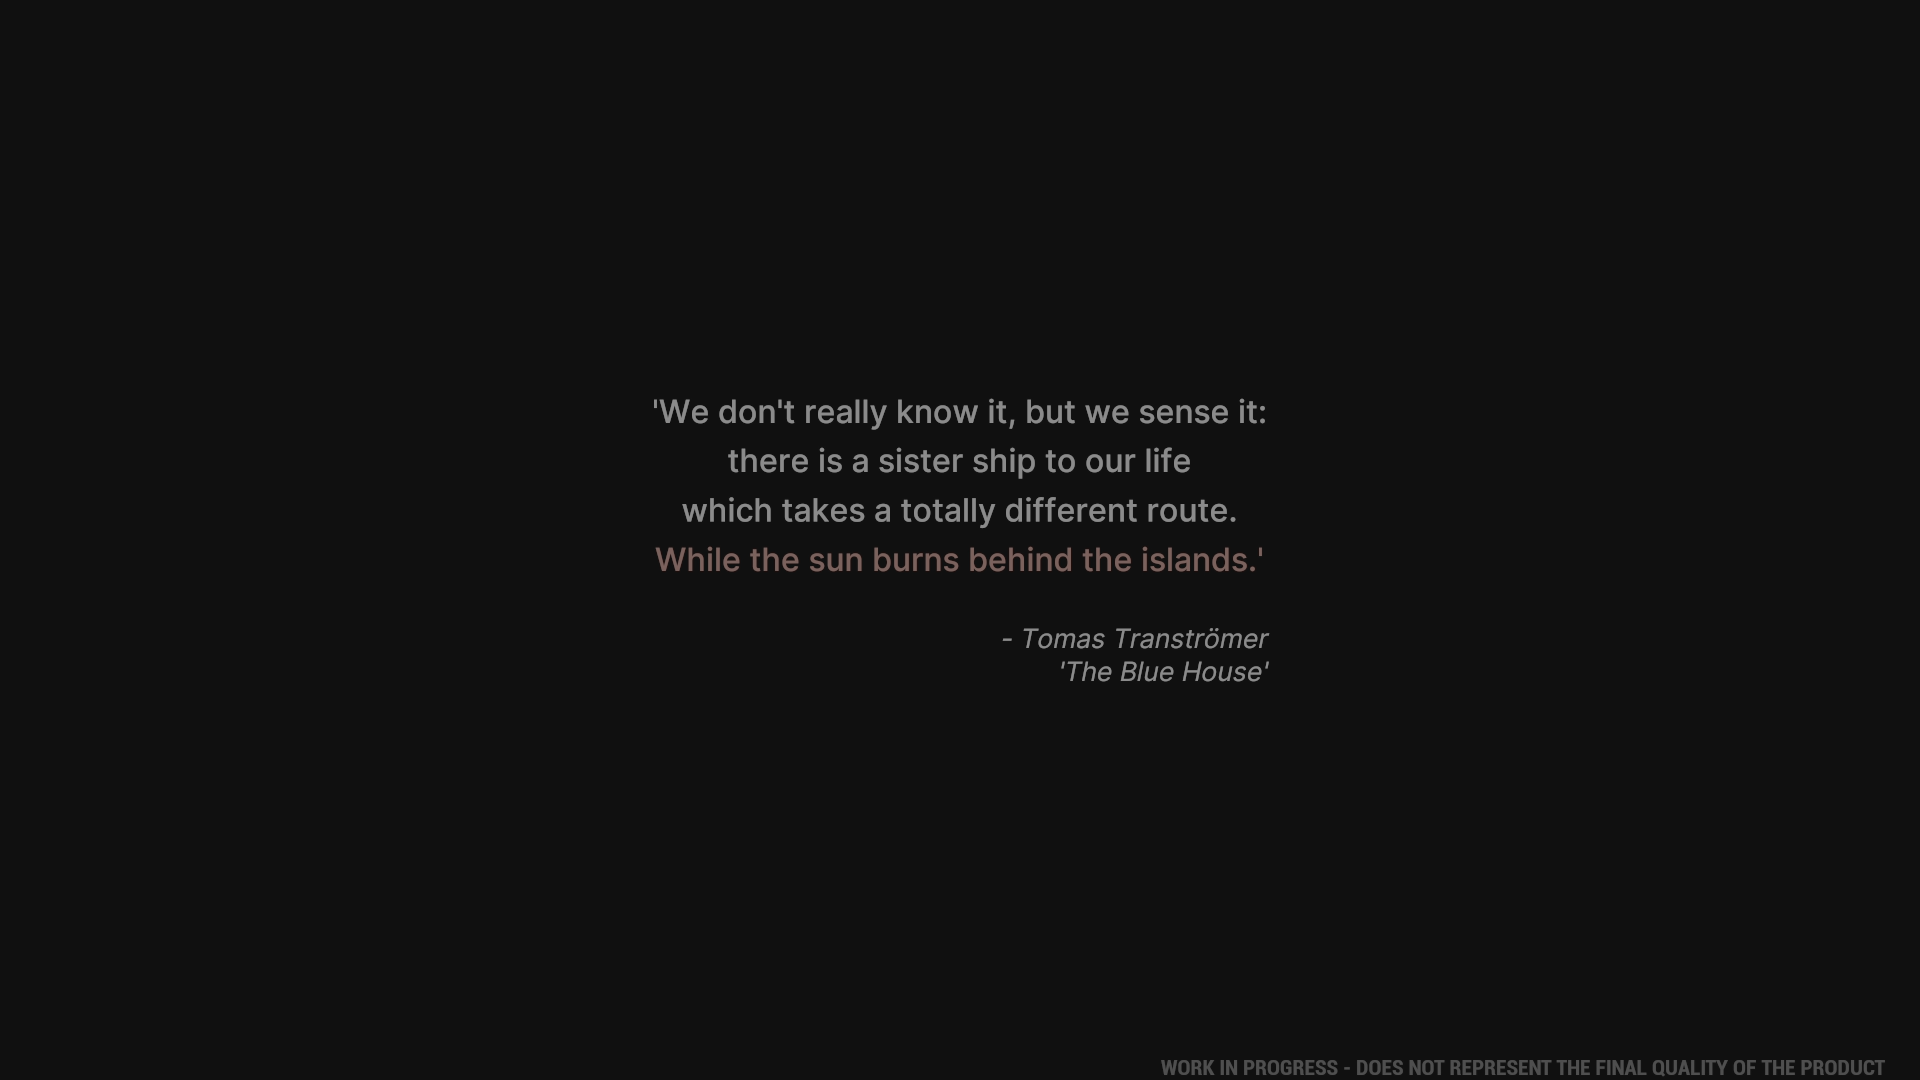 'We don't really know it, but we sense it:
there is a sister ship to our life
which takes a totally different route.
While the sun burns behind the islands.'
- Tomas Tranströmer
'The Blue House'
WORK IN PROGRESS - DOES NOT REPRESENT THE FINAL QUALITY OF THE PRODUCT